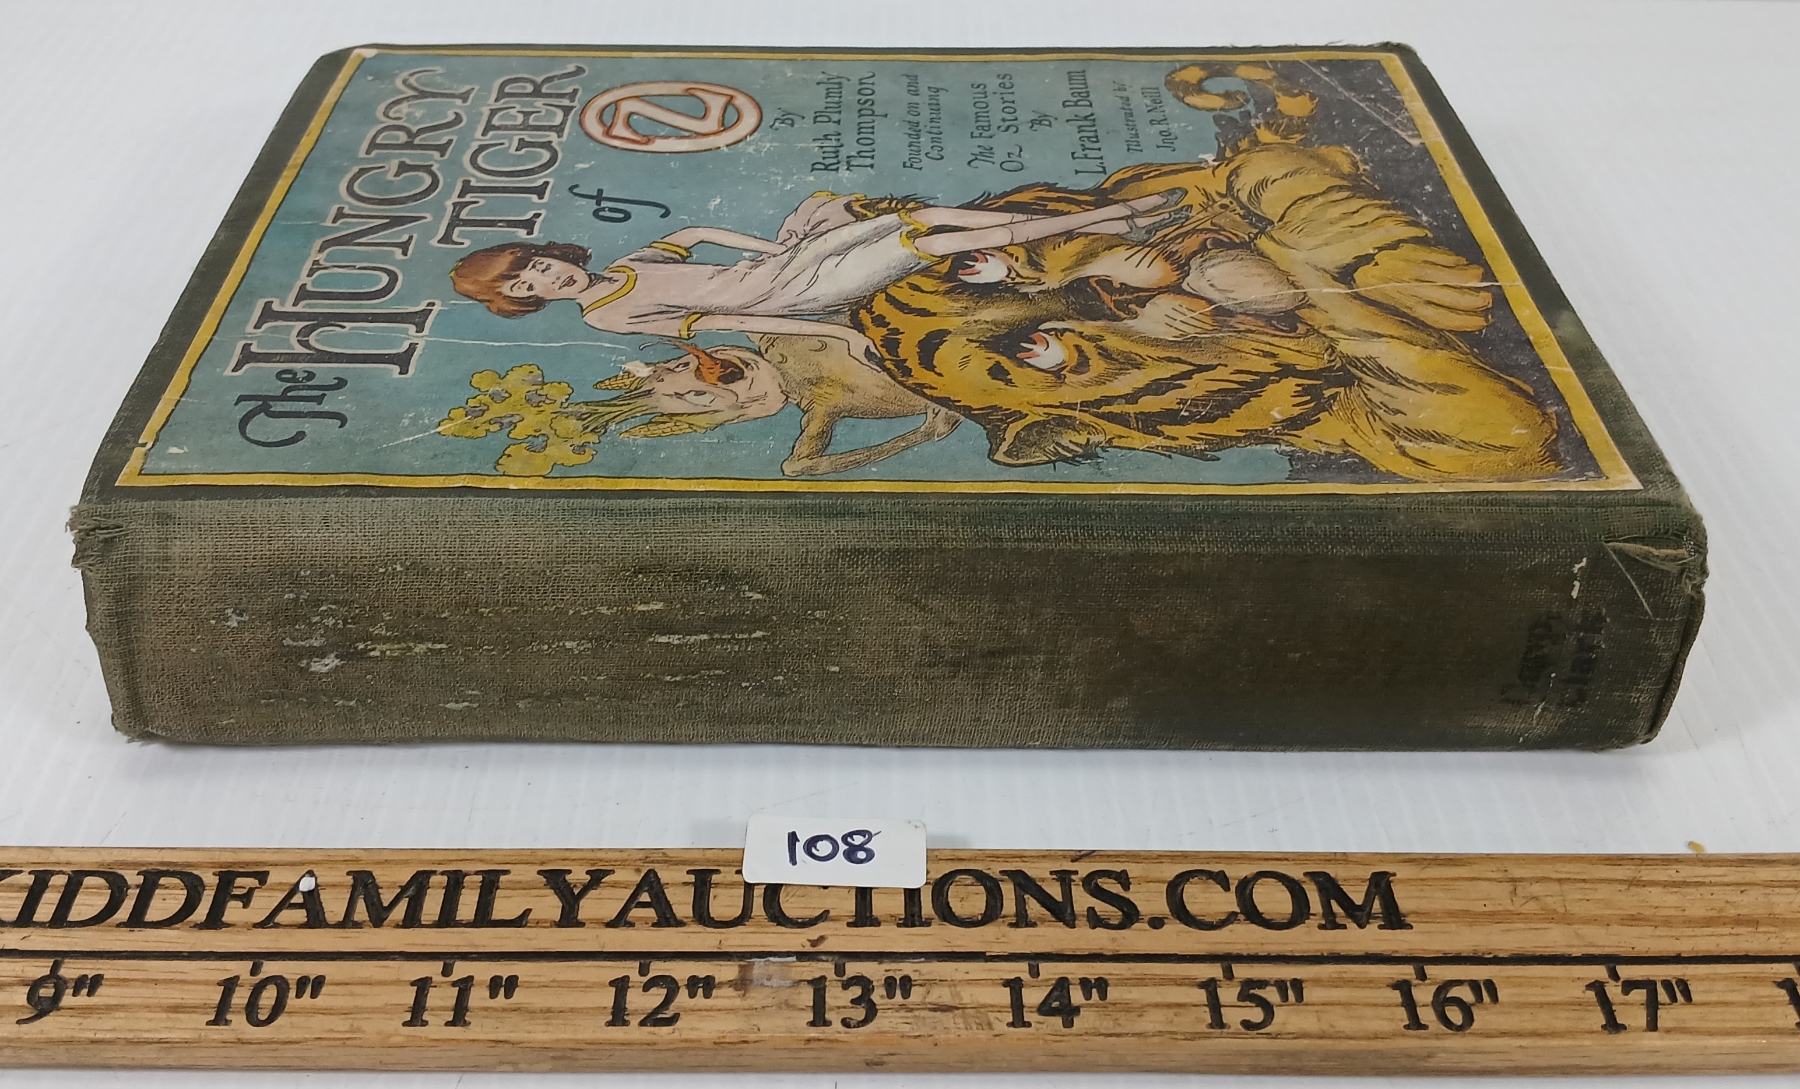 The HUNGRY
TIGER
of
OZ
By
Ruth Plumly
Thompson
Founded on and
Continuing
The Famous
Oz Stories
By
L. Frank Baum
Illustrated by
Jno. R. Neill
Clark
108
KIDDFAMILYAUCTIONS.COM
9" 10" 11" 12" 13" 14" 15" 16" 17"